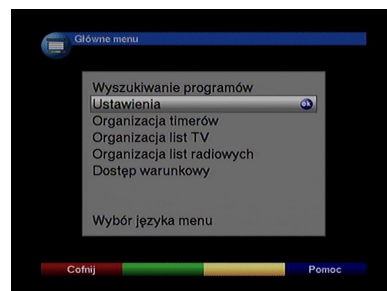 Główne menu
Wyszukiwanie programów
Ustawienia
ok
Organizacja timerów
Organizacja list TV
Organizacja list radiowych
Dostęp warunkowy
Wybór języka menu
Cofnij
Pomoc